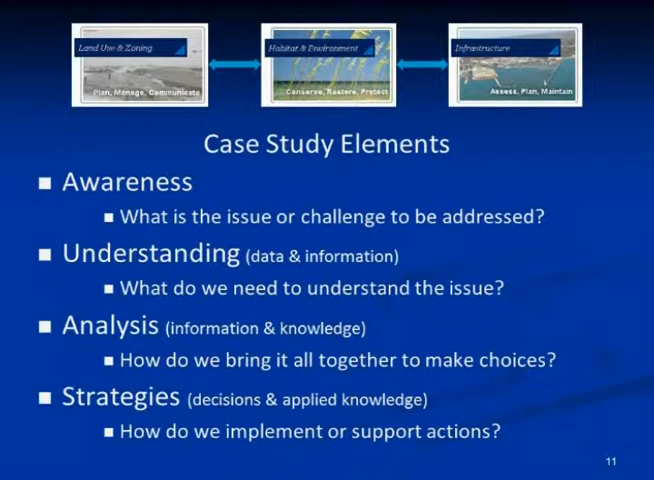 Land Use & Zoning
Plan, Manage, Communicate
Habitat & Environment
Conserve, Restore, Protect
Infrastructure
Assess, Plan, Maintain
Case Study Elements
Awareness
What is the issue or challenge to be addressed?
Understanding (data & information)
What do we need to understand the issue?
Analysis (information & knowledge)
How do we bring it all together to make choices?
Strategies (decisions & applied knowledge)
How do we implement or support actions?
11